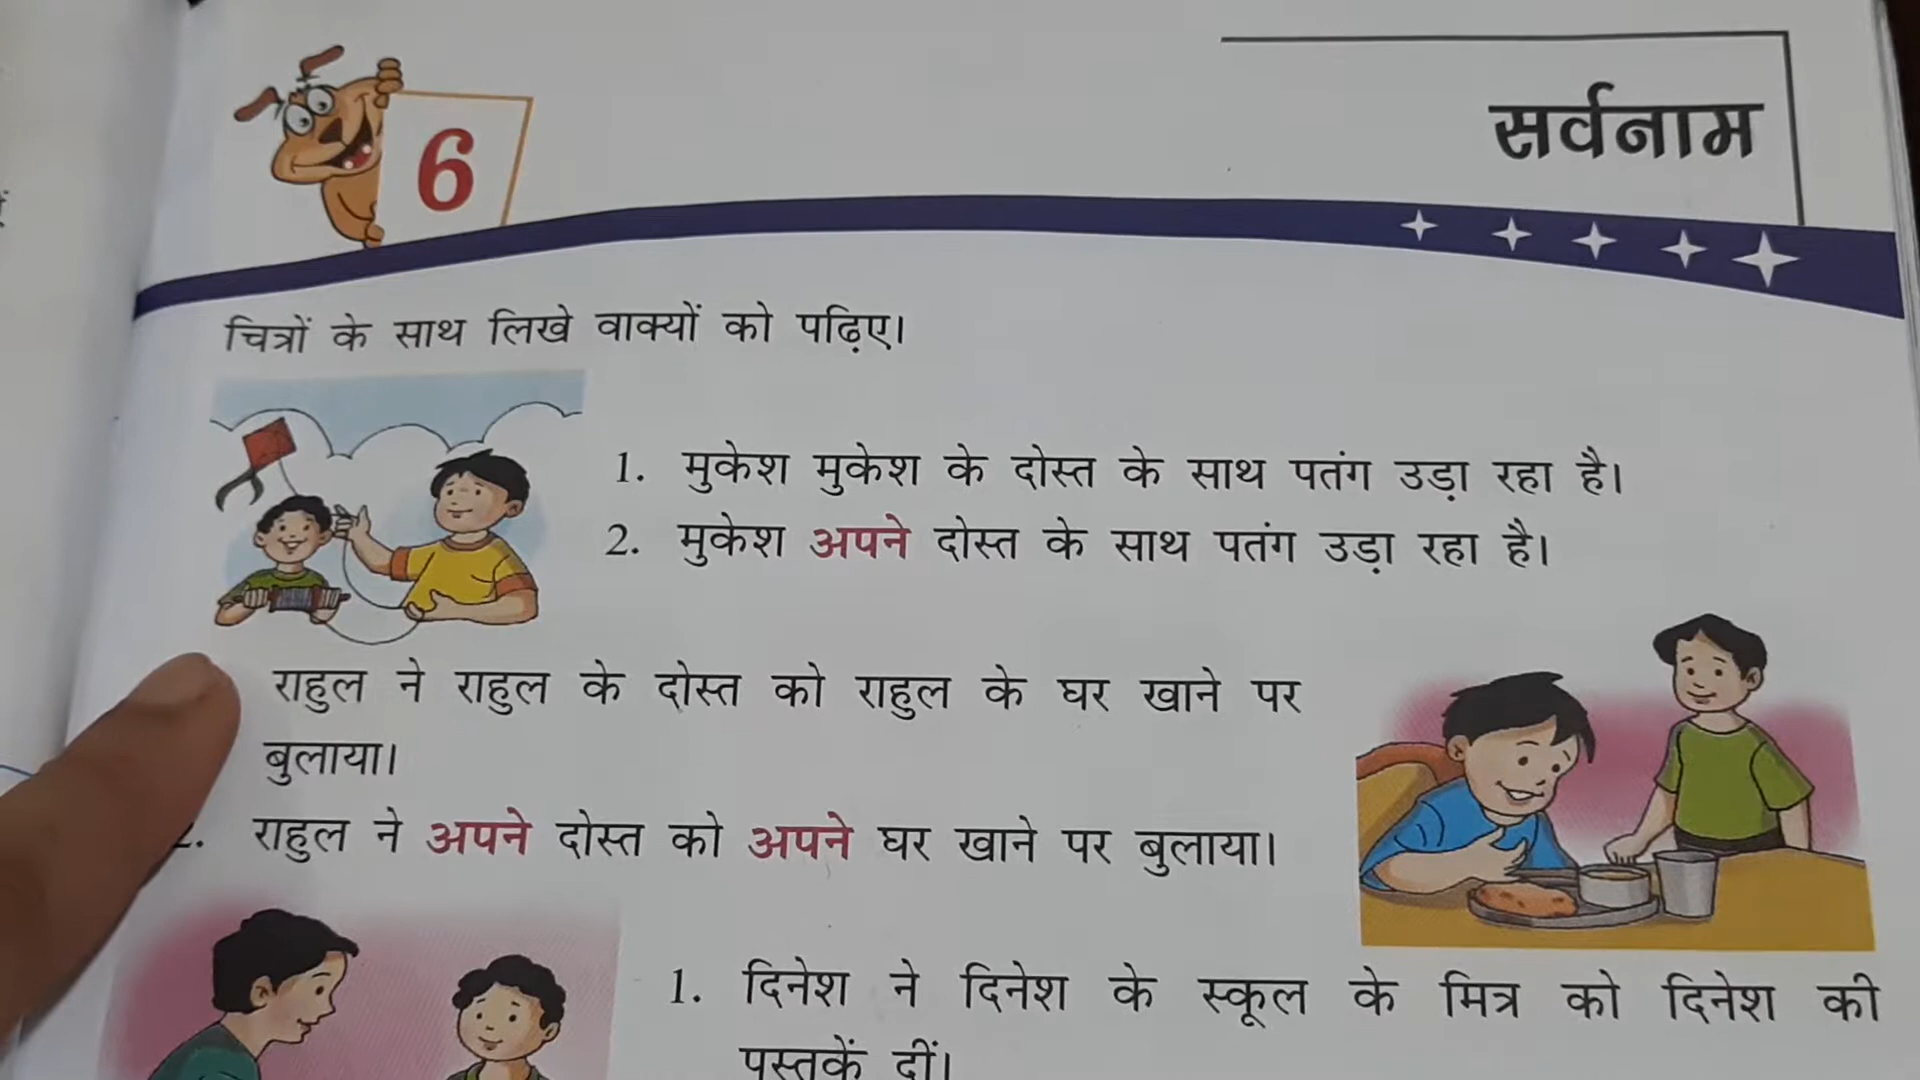 6
सर्वनाम
चित्रों के साथ लिखे वाक्यों को पढ़िए।
1. मुकेश मुकेश के दोस्त के साथ पतंग उड़ा रहा है।
2. मुकेश अपने दोस्त के साथ पतंग उड़ा रहा है।
राहुल ने राहुल के दोस्त को राहुल के घर खाने पर
बुलाया।
2. राहुल ने अपने दोस्त को अपने घर खाने पर बुलाया।
1. दिनेश ने दिनेश के स्कूल के मित्र को दिनेश की
पुस्तकें दीं।